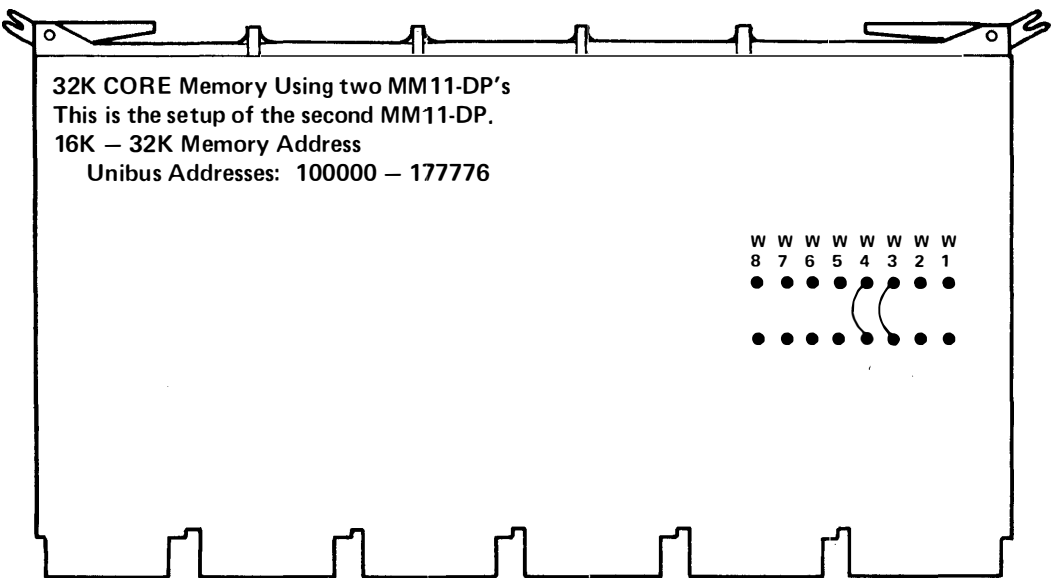 32K CORE Memory Using two MM11-DP's
This is the setup of the second MM11-DP.
16K — 32K Memory Address
Unibus Addresses: 100000 — 177776
W W W W W W W W
8 7 6 5 4 3 2 1